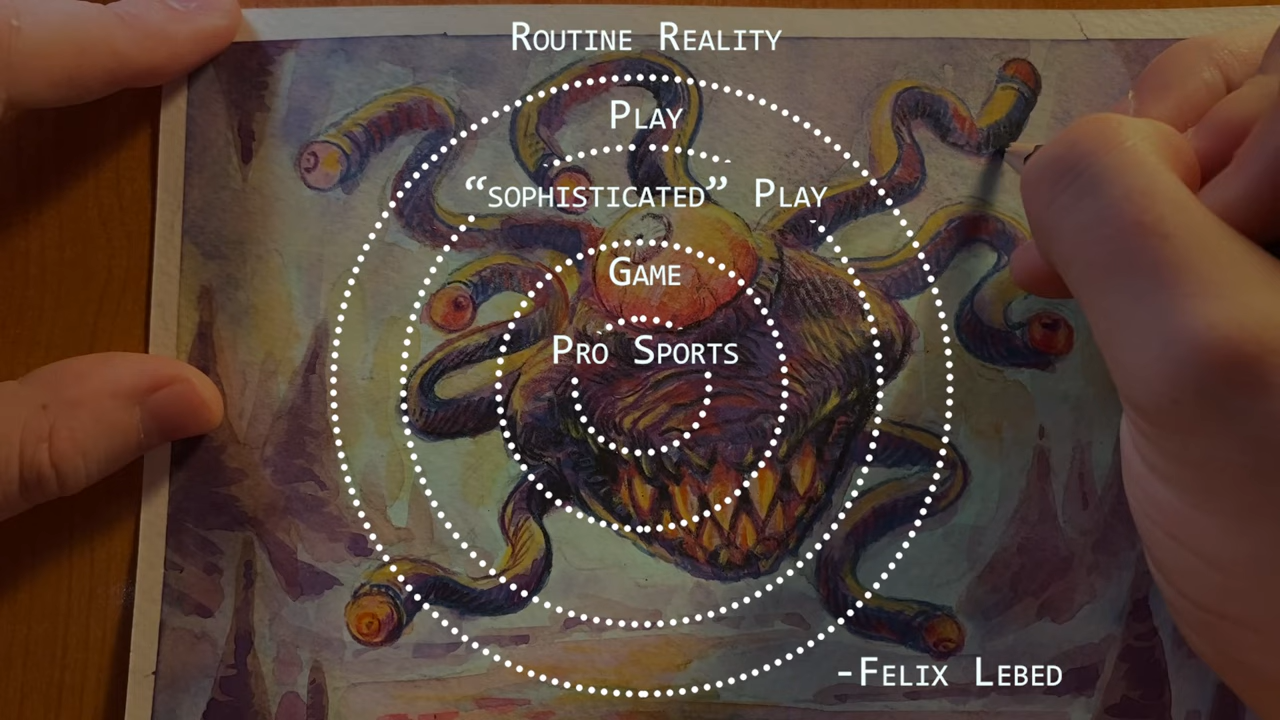 Routine Reality
Play
“sophisticated” Play
Game
Pro Sports
-Felix Lebed